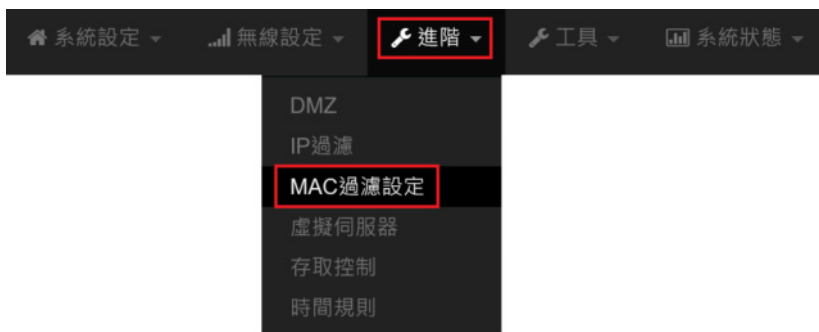 系統設定 無線設定 進階 工具 系統狀態
DMZ
IP過濾
MAC過濾設定
虛擬伺服器
存取控制
時間規則